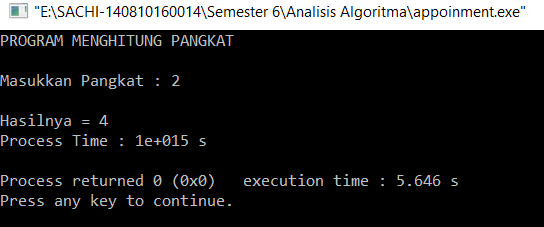 "E:\SACHI-140810160014\Semester 6\Analisis Algoritma\appoinment.exe"
PROGRAM MENGHITUNG PANGKAT
Masukkan Pangkat : 2
Hasilnya = 4
Process Time : 1e+015 s
Process returned 0 (0x0)   execution time : 5.646 s
Press any key to continue.